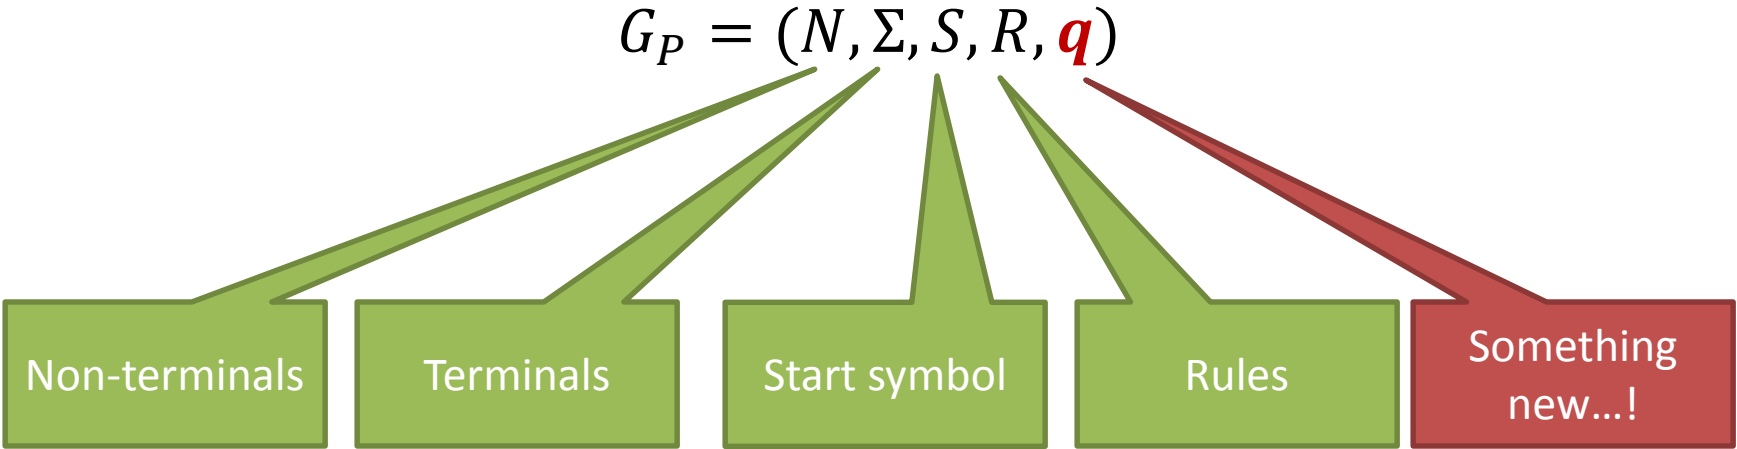 G_P = (N, Σ, S, R, q)
Non-terminals
Terminals
Start symbol
Rules
Something
new...!